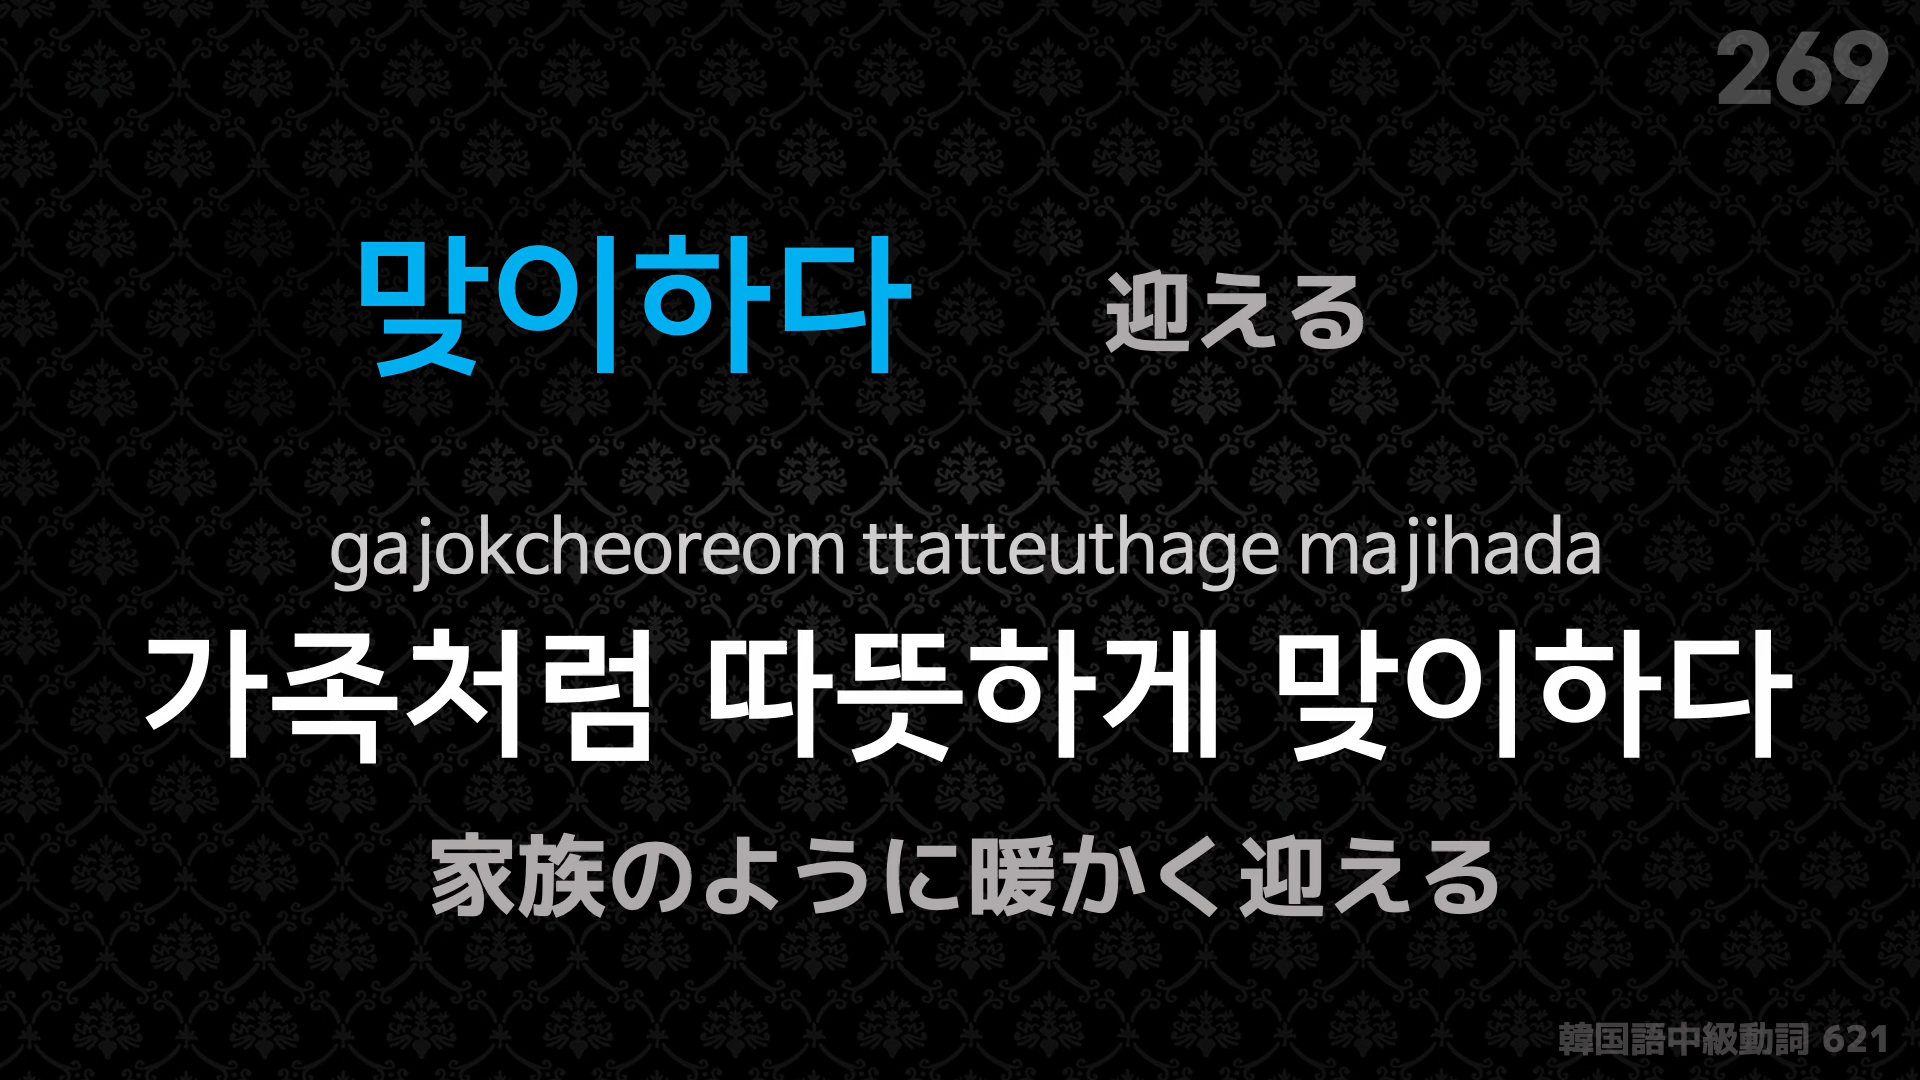 269
맞이하다 迎える
gajokcheoreom ttatteuthage majihada
가족처럼 따뜻하게 맞이하다
家族のように暖かく迎える
韓国語中級動詞 621